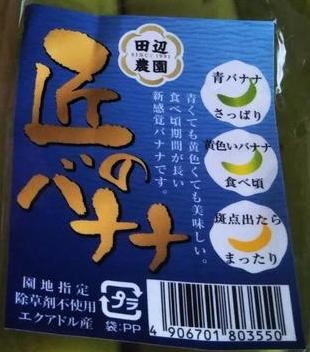 田辺
SINCE 1991
農園
匠の
バナナ
青くても黄色くても美味しい。
食べ頃期間が長い
新感覚バナナです。
青バナナ
さっぱり
黄色いバナナ
食べ頃
斑点出たら
まったり
園地指定
除草剤不使用
エクアドル産
プラ
袋:PP
4 906701 803550